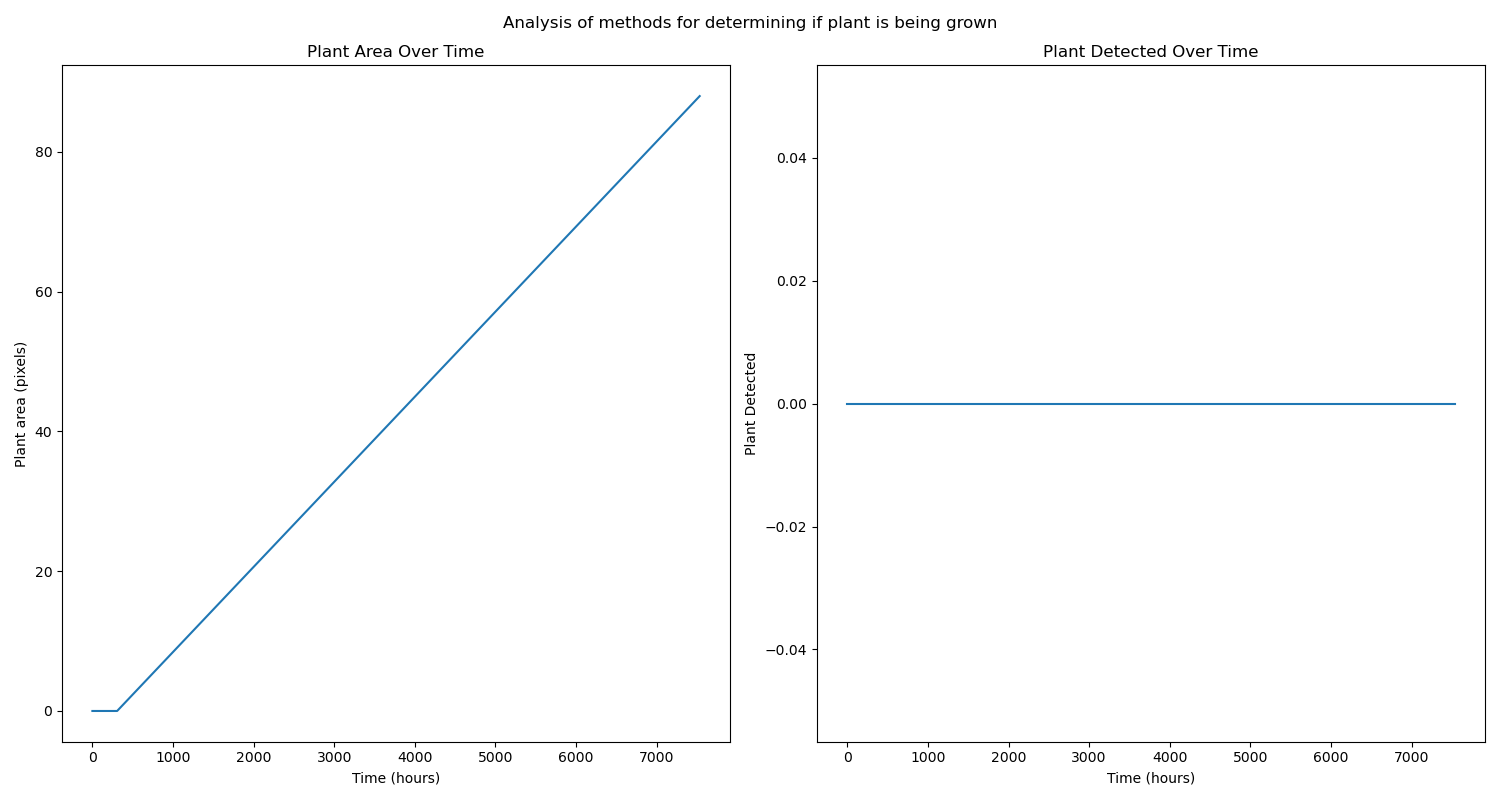 Analysis of methods for determining if plant is being grown
Plant Area Over Time
Plant area (pixels)
80
60
40
20
0
0 1000 2000 3000 4000 5000 6000 7000
Time (hours)
Plant Detected Over Time
Plant Detected
0.04
0.02
0.00
−0.02
−0.04
0 1000 2000 3000 4000 5000 6000 7000
Time (hours)